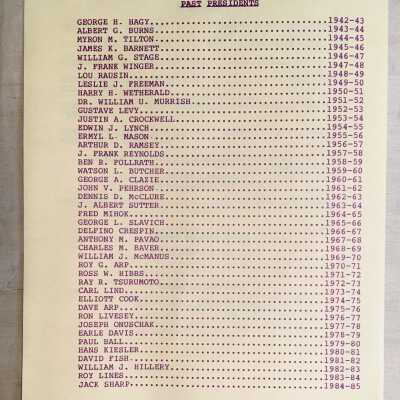 PAST PRESIDENTS
GEORGE H. HAGY 1942-43
ALBERT G. BURNS 1943-44
MYRON M. TILTON 1944-45
JAMES K. BARNETT 1945-46
WILLIAM G. STAGE 1946-47
J. FRANK WINGER 1947-48
LOU RAUSIN 1948-49
LESLIE J. FREEMAN 1949-50
HARRY H. WETHERALD 1950-51
DR. WILLIAM U. MURRISH 1951-52
GUSTAVE LEVY 1952-53
JUSTIN A. CROCKWELL 1953-54
EDWIN J. LYNCH 1954-55
ERMYL L. MASON 1955-56
ARTHUR D. RAMSEY 1956-57
J. FRANK REYNOLDS 1957-58
BEN B. POLLRATH 1958-59
WATSON L. BUTCHER 1959-60
GEORGE A. CLAZIE 1960-61
JOHN V. PEHRSON 1961-62
DENNIS D. McCLURE 1962-63
J. ALBERT SUTTER 1963-64
FRED MIHOK 1964-65
GEORGE L. SLAVICH 1965-66
DELFINO CRESPIN 1966-67
ANTHONY M. PAVAO 1967-68
CHARLES M. BAVER 1968-69
WILLIAM J. McMANUS 1969-70
ROY G. ARP 1970-71
ROSS W. HIBBS 1971-72
RAY R. TSURUMOTO 1972-73
CARL LIND 1973-74
ELLIOTT COOK 1974-75
DAVE ARP 1975-76
RON LIVESEY 1976-77
JOSEPH ONUSCHAK 1977-78
EARLE DAVIS 1978-79
PAUL BALL 1979-80
HANS KIESLER 1980-81
DAVID FISH 1981-82
WILLIAM J. HILLERY 1982-83
ROY LINES 1983-84
JACK SHARP 1984-85